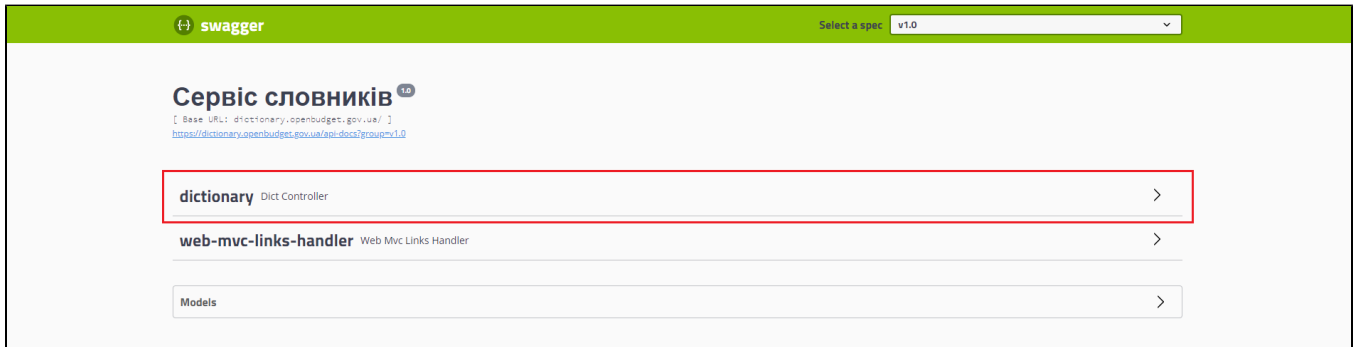 swagger
Select a spec v1.0
Сервіс словників 1.0
[ Base URL: dictionary.openbudget.gov.ua/ ]
https://dictionary.openbudget.gov.ua/api-docs?group=v1.0
dictionary Dict Controller
web-mvc-links-handler Web Mvc Links Handler
Models